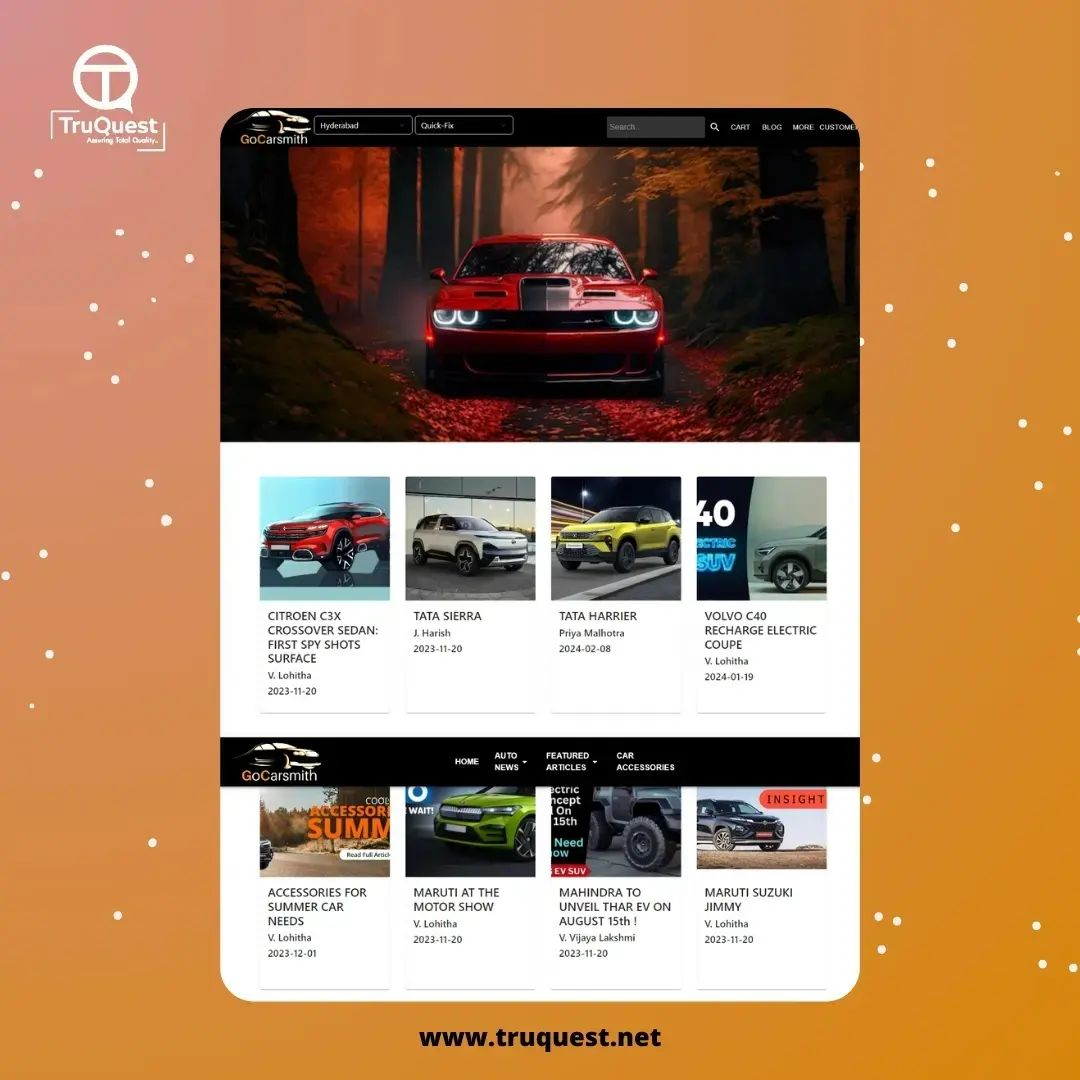 TruQuest
Assuring Total Quality..
GoCarsmith
Hyderabad
Quick-Fix
Search...
CART
BLOG
MORE
CUSTOMER
CITROEN C3X
CROSSOVER SEDAN:
FIRST SPY SHOTS
SURFACE
V. Lohitha
2023-11-20
TATA SIERRA
J. Harish
2023-11-20
TATA HARRIER
Priya Malhotra
2024-02-08
40
ECTRIC
SUV
VOLVO C40
RECHARGE ELECTRIC
COUPE
V. Lohitha
2024-01-19
GoCarsmith
HOME
AUTO
NEWS
FEATURED
ARTICLES
CAR
ACCESSORIES
COOL
ACCESSORI
SUMM
Read Full Articl
ACCESSORIES FOR
SUMMER CAR
NEEDS
V. Lohitha
2023-12-01
O
WAIT!
MARUTI AT THE
MOTOR SHOW
V. Lohitha
2023-11-20
ectric
ncept
l On
15th
Need
now
EV SUV
MAHINDRA TO
UNVEIL THAR EV ON
AUGUST 15th !
V. Vijaya Lakshmi
2023-11-20
INSIGHT
MARUTI SUZUKI
JIMMY
V. Lohitha
2023-11-20
www.truquest.net